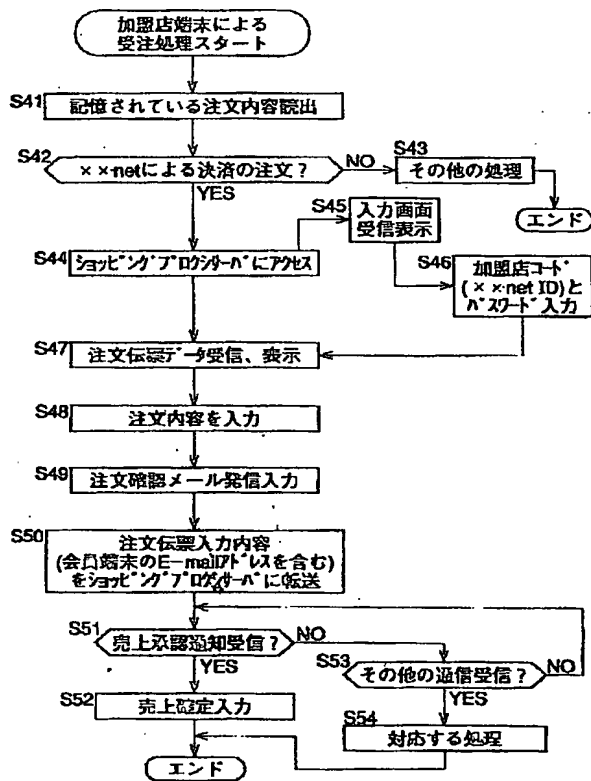 加盟店端末による
受注処理スタート
S41
記憶されている注文内容読出
S42
××·netによる決済の注文?
NO
S43
その他の処理
エンド
YES
S44
ショッピングプロクシサーバにアクセス
S45
入力画面
受信表示
S46
加盟店コード
(××·net ID)と
パスワード入力
S47
注文伝票データ受信、表示
S48
注文内容を入力
S49
注文確認メール発信入力
S50
注文伝票入力内容
(会員端末のE-mailアドレスを含む)
をショッピングプロクシサーバに転送
S51
売上承認通知受信?
NO
YES
S52
売上確定入力
S53
その他の通信受信?
NO
YES
S54
対応する処理
エンド